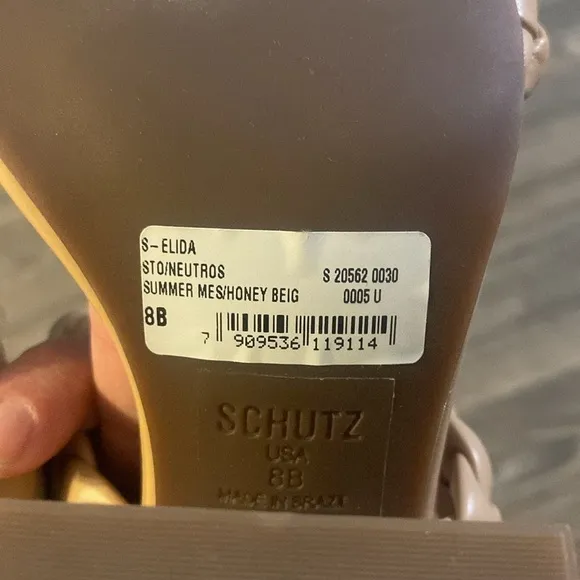 S-ELIDA
STO/NEUTROS S 20562 0030
SUMMER MES/HONEY BEIG 0005 U
8B
7 909536 119114
SCHUTZ
USA
8B
MADE IN BRAZIL